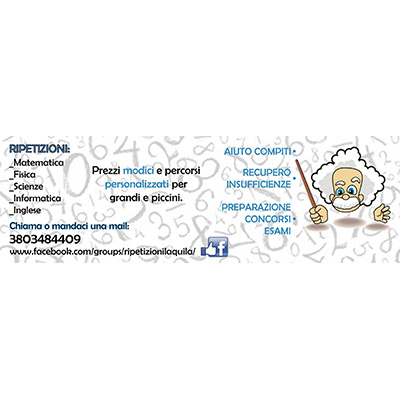 RIPETIZIONI:
_Matematica
_Fisica
_Scienze
_Informatica
_Inglese
Chiama o mandaci una mail:
3803484409
www.facebook.com/groups/ripetizionilaquila/
Prezzi modici e percorsi
personalizzati per
grandi e piccini.
AIUTO COMPITI
RECUPERO
INSUFFICIENZE
PREPARAZIONE
CONCORSI
ESAMI